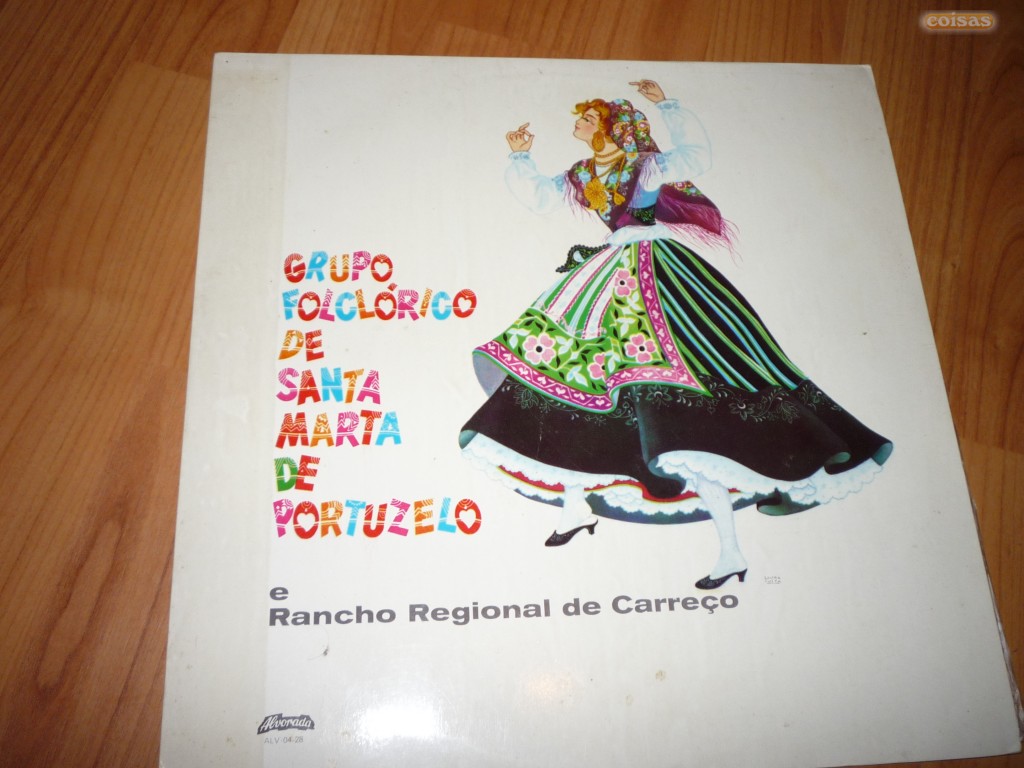 coisas
GRUPO
FOLCLÓRICO
DE
SANTA
MARTA
DE
PORTUZELO
e
Rancho Regional de Carreço
Alvorada
ALV-04-28